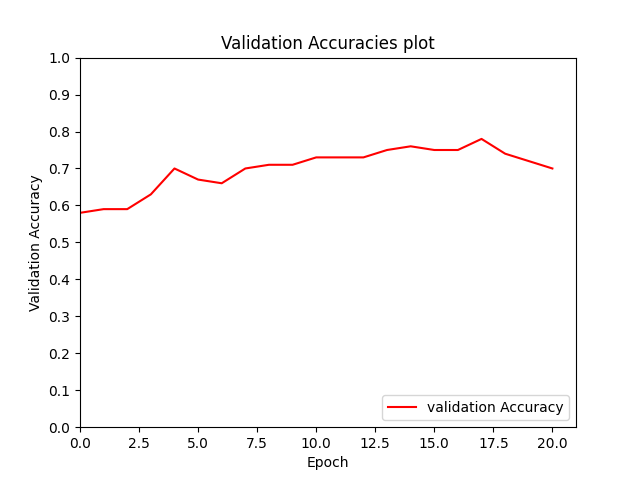 Validation Accuracies plot
1.0
0.9
0.8
0.7
0.6
0.5
0.4
0.3
0.2
0.1
0.0
Validation Accuracy
validation Accuracy
0.0 2.5 5.0 7.5 10.0 12.5 15.0 17.5 20.0
Epoch